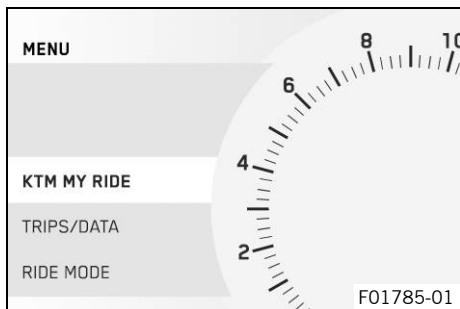 MENU
KTM MY RIDE
TRIPS/DATA
RIDE MODE
2
4
6
8
10
F01785-01